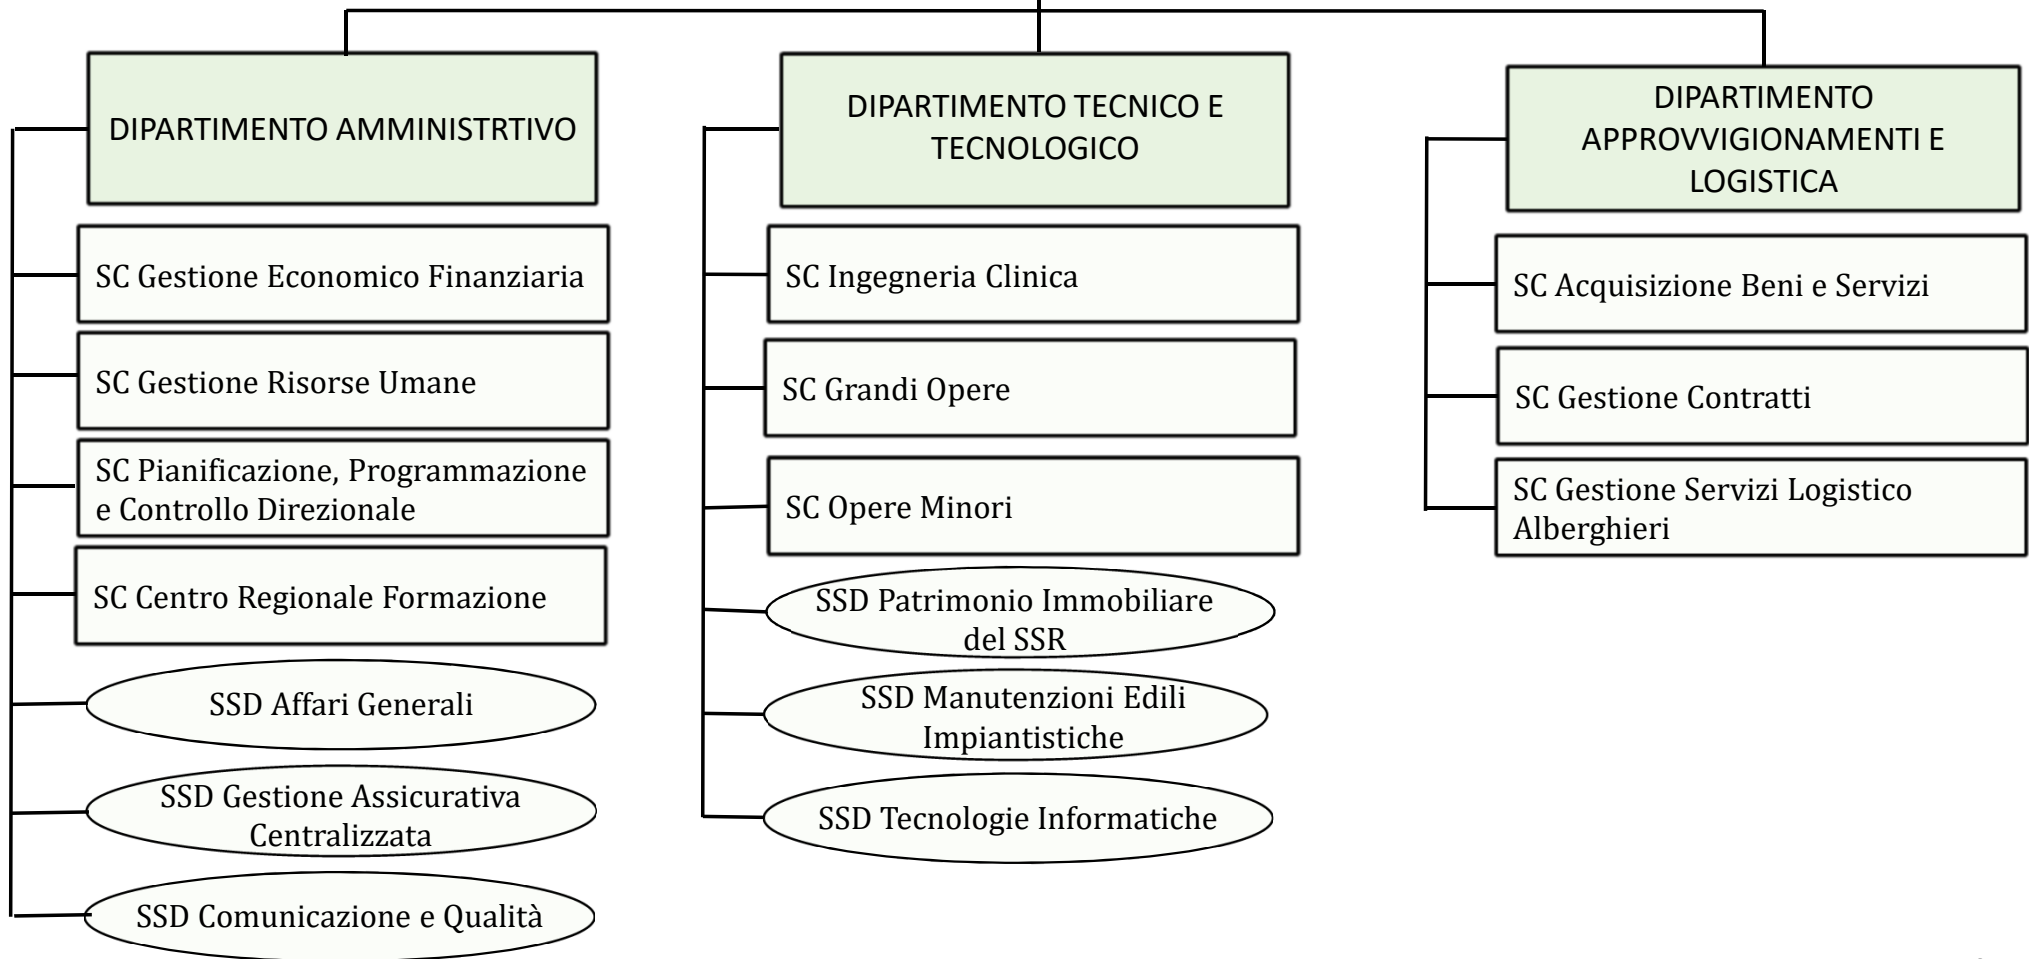 DIPARTIMENTO AMMINISTRTIVO
SC Gestione Economico Finanziaria
SC Gestione Risorse Umane
SC Pianificazione, Programmazione
e Controllo Direzionale
SC Centro Regionale Formazione
SSD Affari Generali
SSD Gestione Assicurativa
Centralizzata
SSD Comunicazione e Qualità
DIPARTIMENTO TECNICO E
TECNOLOGICO
SC Ingegneria Clinica
SC Grandi Opere
SC Opere Minori
SSD Patrimonio Immobiliare
del SSR
SSD Manutenzioni Edili
Impiantistiche
SSD Tecnologie Informatiche
DIPARTIMENTO
APPROVVIGIONAMENTI E
LOGISTICA
SC Acquisizione Beni e Servizi
SC Gestione Contratti
SC Gestione Servizi Logistico
Alberghieri